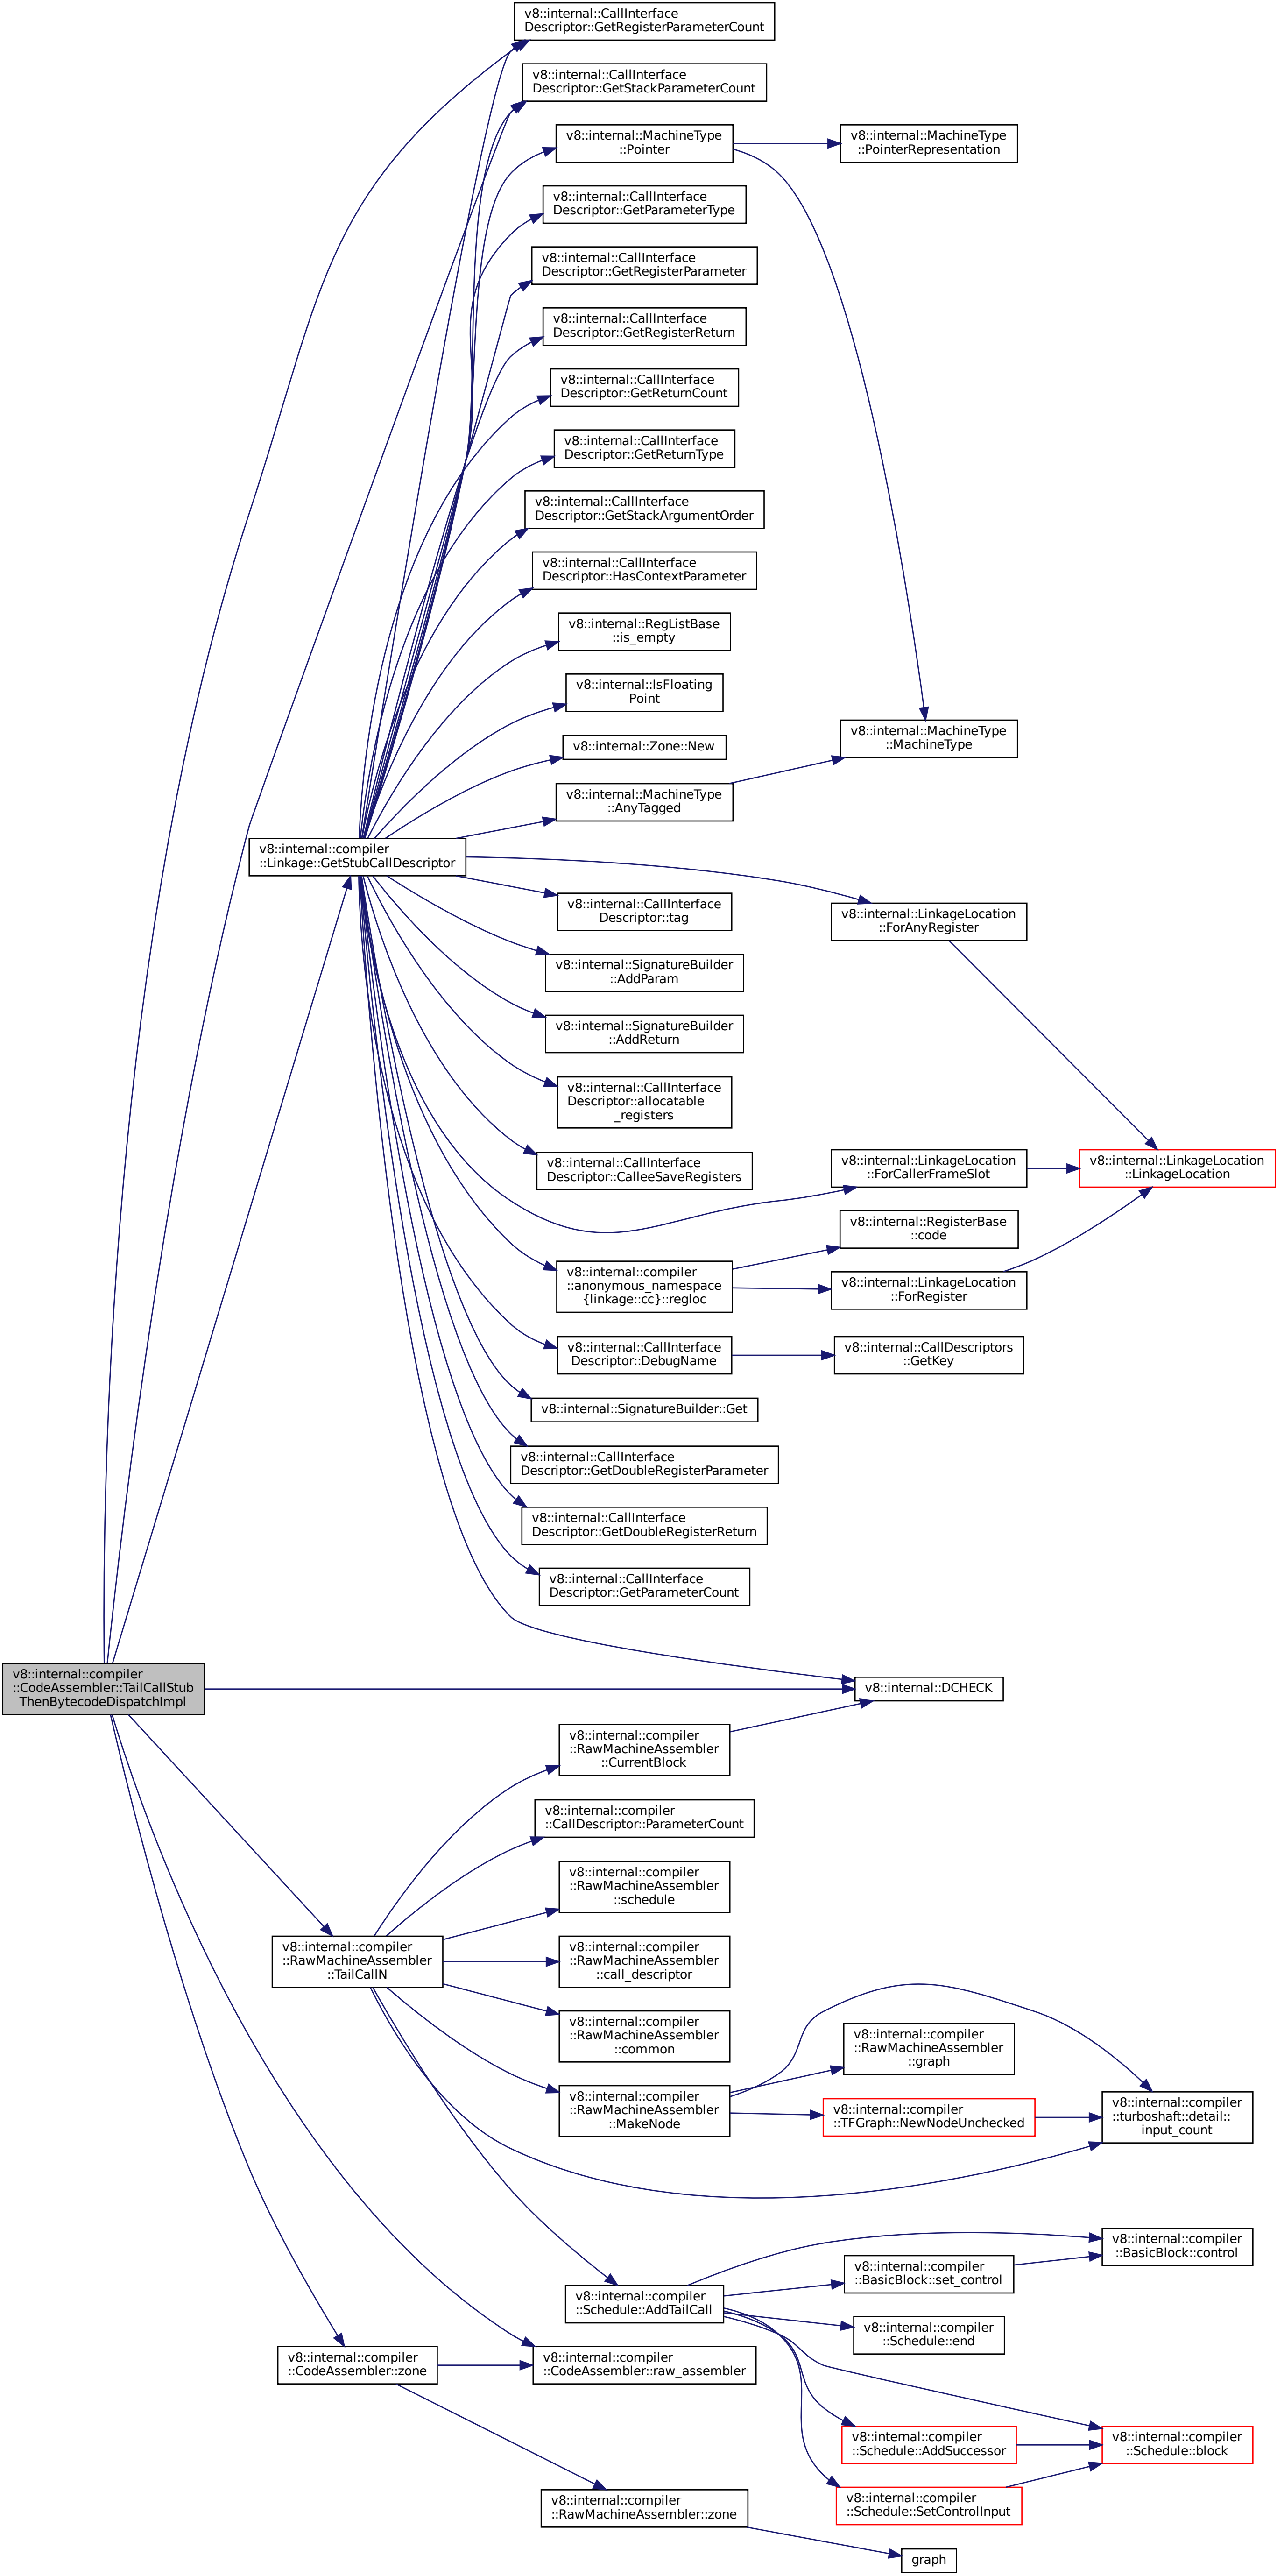 v8::internal::CallInterface
Descriptor::GetRegisterParameterCount
v8::internal::CallInterface
Descriptor::GetStackParameterCount
v8::internal::MachineType
::Pointer
v8::internal::MachineType
::PointerRepresentation
v8::internal::CallInterface
Descriptor::GetParameterType
v8::internal::CallInterface
Descriptor::GetRegisterParameter
v8::internal::CallInterface
Descriptor::GetRegisterReturn
v8::internal::CallInterface
Descriptor::GetReturnCount
v8::internal::CallInterface
Descriptor::GetReturnType
v8::internal::CallInterface
Descriptor::GetStackArgumentOrder
v8::internal::CallInterface
Descriptor::HasContextParameter
v8::internal::RegListBase
::is_empty
v8::internal::IsFloating
Point
v8::internal::Zone::New
v8::internal::MachineType
::MachineType
v8::internal::MachineType
::AnyTagged
v8::internal::compiler
::Linkage::GetStubCallDescriptor
v8::internal::CallInterface
Descriptor::tag
v8::internal::LinkageLocation
::ForAnyRegister
v8::internal::SignatureBuilder
::AddParam
v8::internal::SignatureBuilder
::AddReturn
v8::internal::CallInterface
Descriptor::allocatable
_registers
v8::internal::CallInterface
Descriptor::CalleeSaveRegisters
v8::internal::LinkageLocation
::ForCallerFrameSlot
v8::internal::LinkageLocation
::LinkageLocation
v8::internal::RegisterBase
::code
v8::internal::compiler
::anonymous_namespace
{linkage::cc}::regloc
v8::internal::LinkageLocation
::ForRegister
v8::internal::CallInterface
Descriptor::DebugName
v8::internal::CallDescriptors
::GetKey
v8::internal::SignatureBuilder::Get
v8::internal::CallInterface
Descriptor::GetDoubleRegisterParameter
v8::internal::CallInterface
Descriptor::GetDoubleRegisterReturn
v8::internal::CallInterface
Descriptor::GetParameterCount
v8::internal::compiler
::CodeAssembler::TailCallStub
ThenBytecodeDispatchImpl
v8::internal::DCHECK
v8::internal::compiler
::RawMachineAssembler
::CurrentBlock
v8::internal::compiler
::CallDescriptor::ParameterCount
v8::internal::compiler
::RawMachineAssembler
::schedule
v8::internal::compiler
::RawMachineAssembler
::TailCallN
v8::internal::compiler
::RawMachineAssembler
::call_descriptor
v8::internal::compiler
::RawMachineAssembler
::common
v8::internal::compiler
::RawMachineAssembler
::graph
v8::internal::compiler
::RawMachineAssembler
::MakeNode
v8::internal::compiler
::TFGraph::NewNodeUnchecked
v8::internal::compiler
::turboshaft::detail::
input_count
v8::internal::compiler
::BasicBlock::control
v8::internal::compiler
::BasicBlock::set_control
v8::internal::compiler
::Schedule::AddTailCall
v8::internal::compiler
::Schedule::end
v8::internal::compiler
::CodeAssembler::zone
v8::internal::compiler
::CodeAssembler::raw_assembler
v8::internal::compiler
::Schedule::AddSuccessor
v8::internal::compiler
::Schedule::block
v8::internal::compiler
::Schedule::SetControlInput
v8::internal::compiler
::RawMachineAssembler::zone
graph